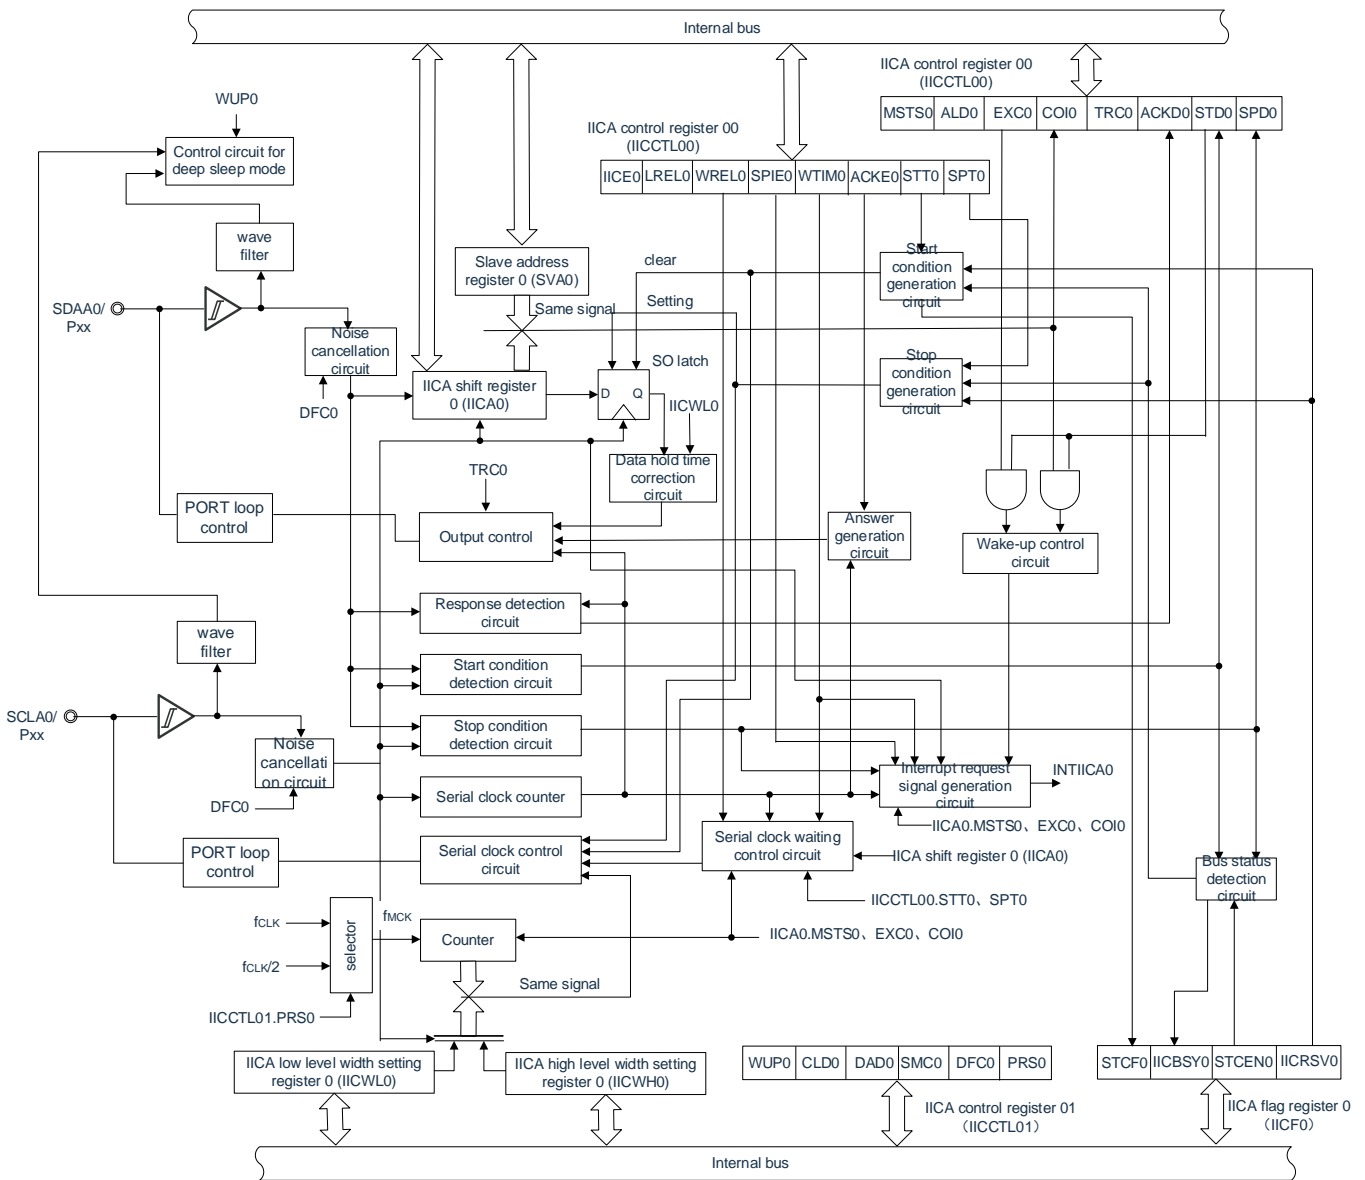 Internal bus
IICA control register 00
(IICCTL00)
MSTS0 ALD0 EXC0 COI0 TRC0 ACKD0 STD0 SPD0
WUP0
IICA control register 00
(IICCTL00)
Control circuit for
deep sleep mode
IICE0 LREL0 WREL0 SPIE0 WTIM0 ACKE0 STT0 SPT0
wave
filter
Slave address
register 0 (SVA0)
clear
Start
condition
generation
circuit
SDAA0/
Pxx
Setting
Same signal
Noise
cancellation
circuit
DFC0
IICA shift register
0 (IICA0)
SO latch
D Q
IICWL0
Stop
condition
generation
circuit
Data hold time
correction
circuit
TRC0
PORT loop
control
Output control
Answer
generation
circuit
Wake-up control
circuit
Response detection
circuit
wave
filter
Start condition
detection circuit
SCLA0/
Pxx
Stop condition
detection circuit
Noise
cancellati
on circuit
DFC0
Serial clock counter
Interrupt request
signal generation
circuit
INTIICA0
IICA0.MSTS0、EXC0、COI0
PORT loop
control
Serial clock control
circuit
Serial clock waiting
control circuit
IICA shift register 0 (IICA0)
Bus status
detection
circuit
IICCTL00.STT0、SPT0
fCLK
fCLK/2
selector
fMCK
Counter
IICA0.MSTS0、EXC0、COI0
Same signal
IICCTL01.PRS0
IICA low level width setting
register 0 (IICWL0)
IICA high level width setting
register 0 (IICWH0)
WUP0 CLD0 DAD0 SMC0 DFC0 PRS0
STCF0 IICBSY0 STCEN0 IICRSV0
IICA control register 01
（IICCTL01）
IICA flag register 0
（IICF0）
Internal bus